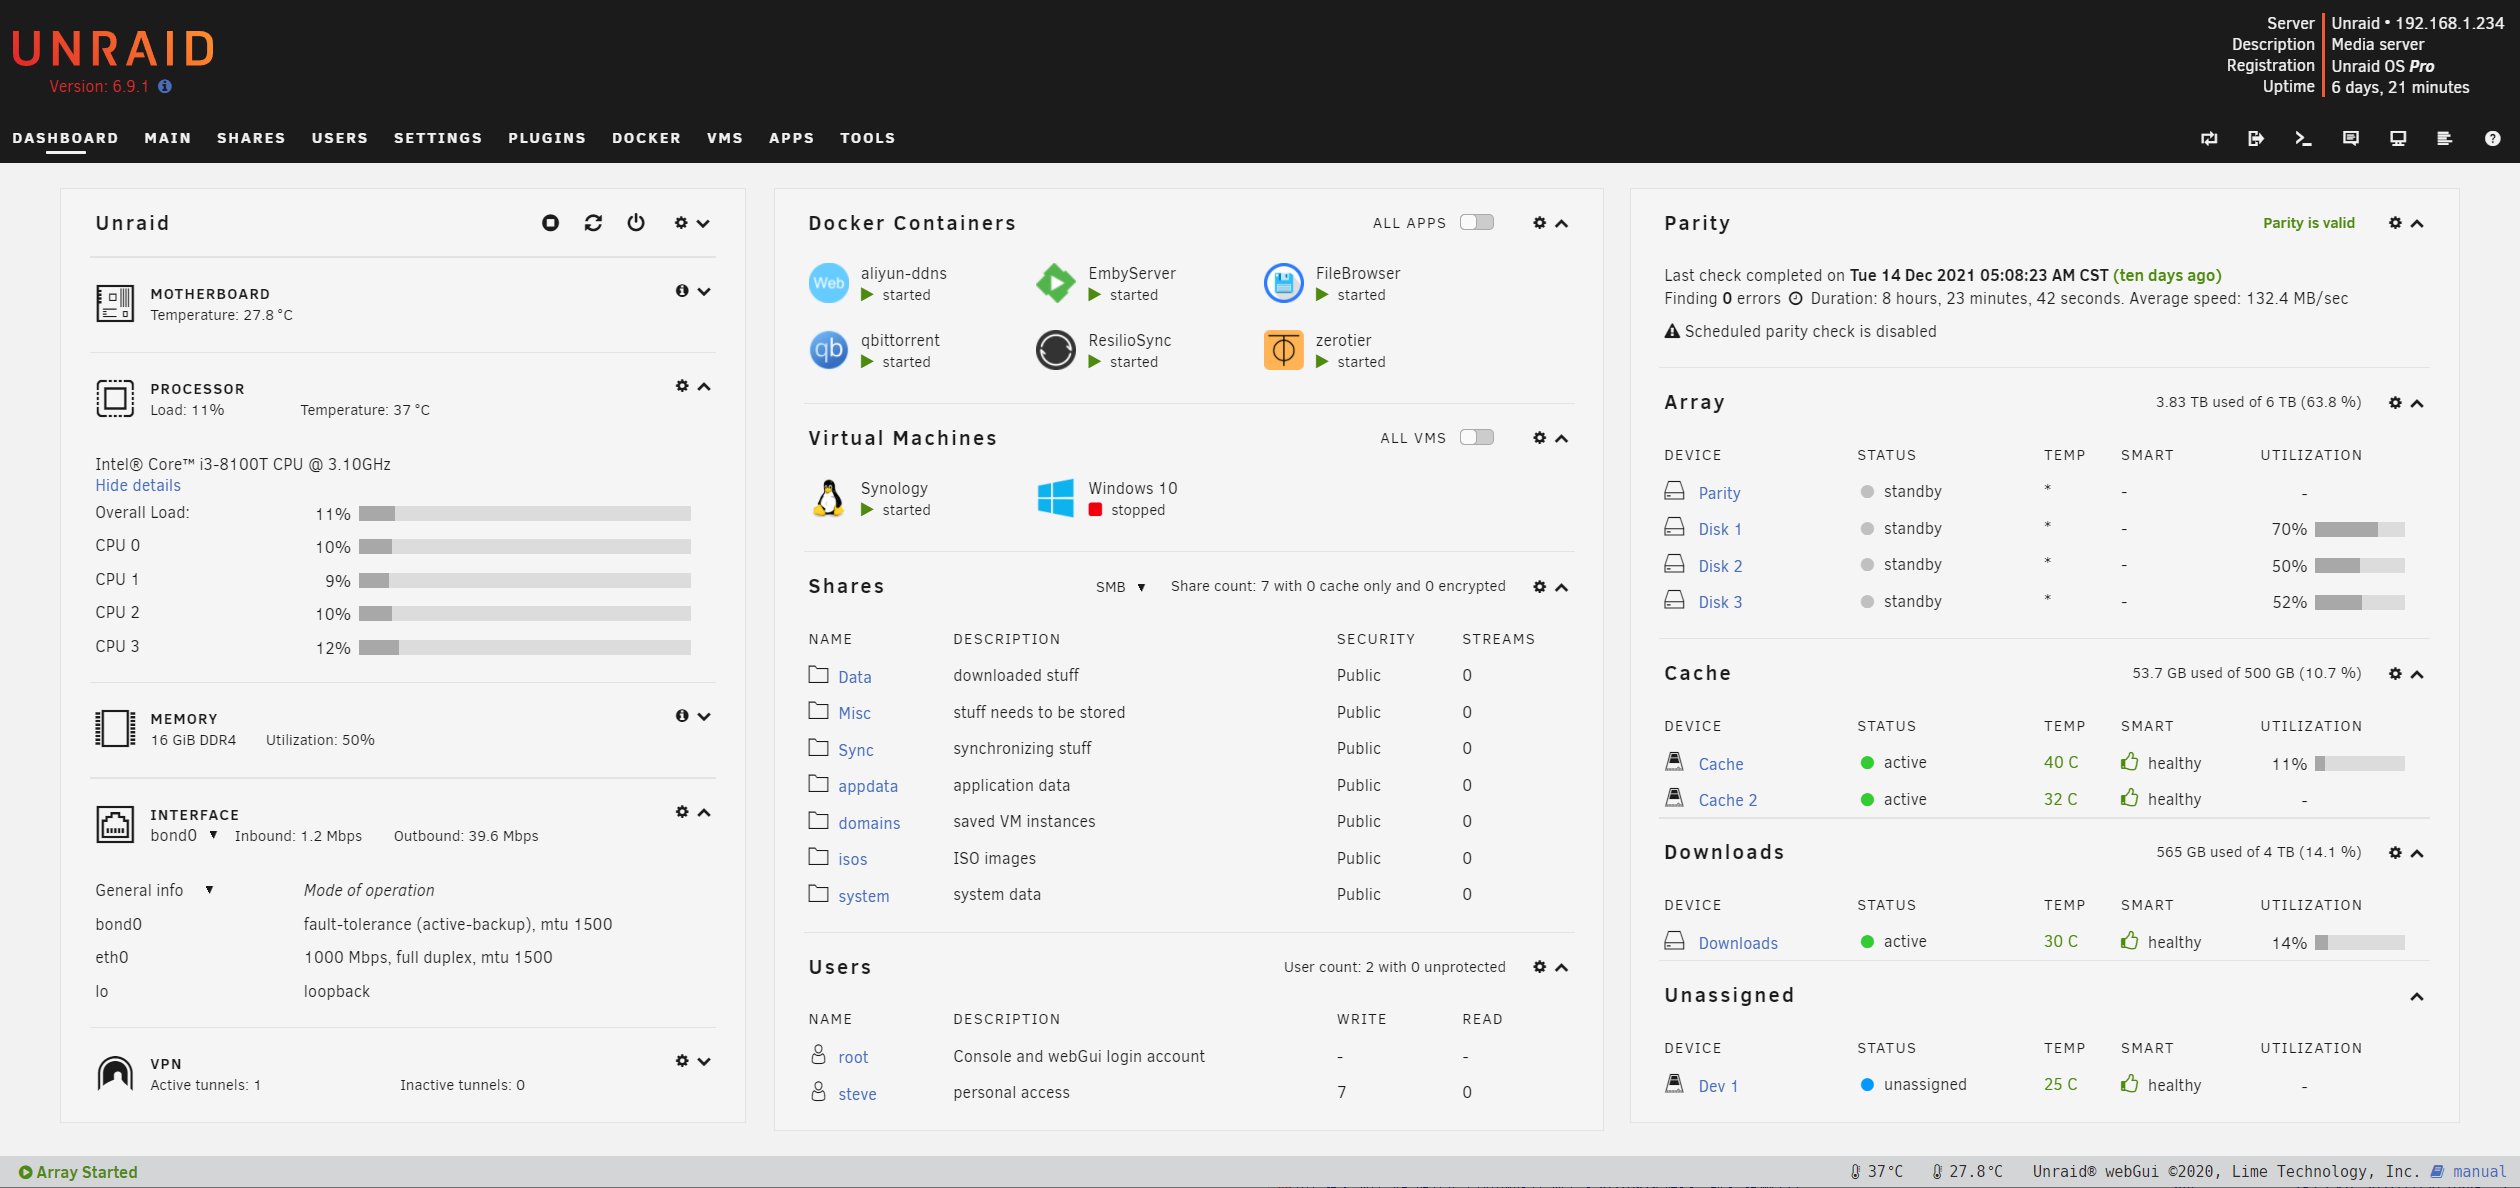 UNRAID
Version: 6.9.1
Server Unraid • 192.168.1.234
Description Media server
Registration Unraid OS Pro
Uptime 6 days, 21 minutes
DASHBOARD MAIN SHARES USERS SETTINGS PLUGINS DOCKER VMS APPS TOOLS
Unraid
MOTHERBOARD
Temperature: 27.8 °C
PROCESSOR
Load: 11% Temperature: 37 °C
Intel® Core™ i3-8100T CPU @ 3.10GHz
Hide details
Overall Load: 11%
CPU 0 10%
CPU 1 9%
CPU 2 10%
CPU 3 12%
MEMORY
16 GiB DDR4 Utilization: 50%
INTERFACE
bond0 ▼ Inbound: 1.2 Mbps Outbound: 39.6 Mbps
General info ▼ Mode of operation
bond0 fault-tolerance (active-backup), mtu 1500
eth0 1000 Mbps, full duplex, mtu 1500
lo loopback
VPN
Active tunnels: 1 Inactive tunnels: 0
Docker Containers ALL APPS
Web aliyun-ddns EmbyServer FileBrowser
started started started
qb qbittorrent ResilioSync zerotier
started started started
Virtual Machines ALL VMS
Synology Windows 10
started stopped
Shares SMB ▼ Share count: 7 with 0 cache only and 0 encrypted
NAME DESCRIPTION SECURITY STREAMS
Data downloaded stuff Public 0
Misc stuff needs to be stored Public 0
Sync synchronizing stuff Public 0
appdata application data Public 0
domains saved VM instances Public 0
isos ISO images Public 0
system system data Public 0
Users User count: 2 with 0 unprotected
NAME DESCRIPTION WRITE READ
root Console and webGui login account - -
steve personal access 7 0
Parity Parity is valid
Last check completed on Tue 14 Dec 2021 05:08:23 AM CST (ten days ago)
Finding 0 errors Duration: 8 hours, 23 minutes, 42 seconds. Average speed: 132.4 MB/sec
Scheduled parity check is disabled
Array 3.83 TB used of 6 TB (63.8 %)
DEVICE STATUS TEMP SMART UTILIZATION
Parity standby * - -
Disk 1 standby * - 70%
Disk 2 standby * - 50%
Disk 3 standby * - 52%
Cache 53.7 GB used of 500 GB (10.7 %)
DEVICE STATUS TEMP SMART UTILIZATION
Cache active 40 C healthy 11%
Cache 2 active 32 C healthy -
Downloads 565 GB used of 4 TB (14.1 %)
DEVICE STATUS TEMP SMART UTILIZATION
Downloads active 30 C healthy 14%
Unassigned
DEVICE STATUS TEMP SMART UTILIZATION
Dev 1 unassigned 25 C healthy -
Array Started 37°C 27.8°C Unraid® webGui ©2020, Lime Technology, Inc. manual